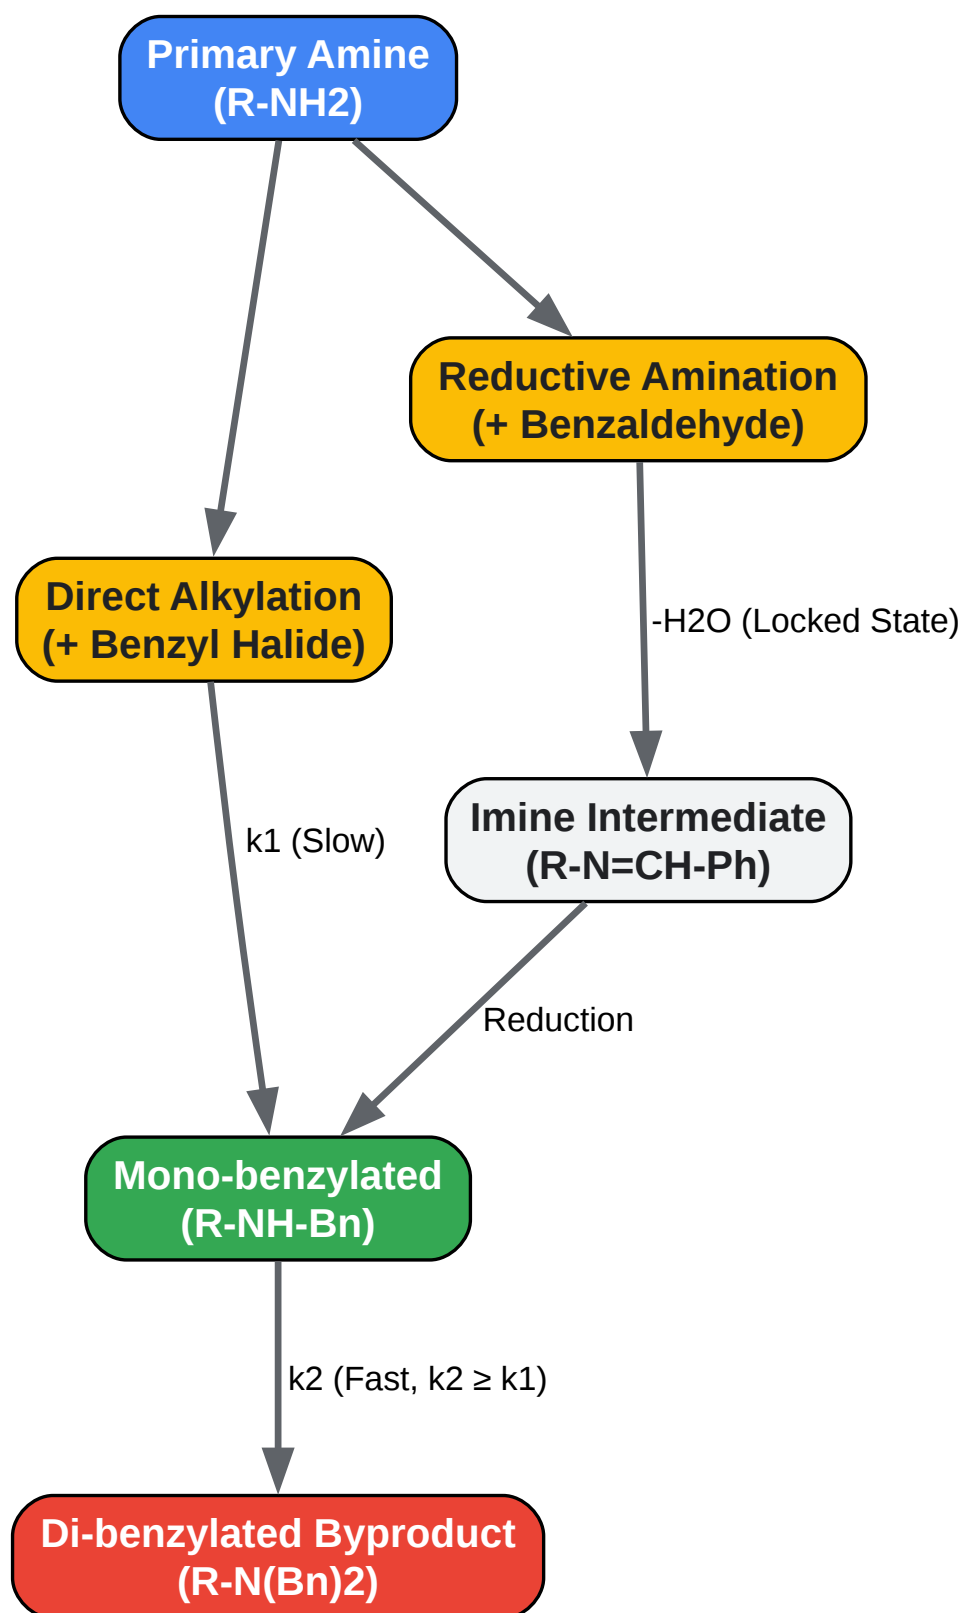 Primary Amine
(R-NH2)
Reductive Amination
(+ Benzaldehyde)
Direct Alkylation
(+ Benzyl Halide)
-H2O (Locked State)
Imine Intermediate
(R-N=CH-Ph)
k1 (Slow)
Reduction
Mono-benzylated
(R-NH-Bn)
k2 (Fast, k2 ≥ k1)
Di-benzylated Byproduct
(R-N(Bn)2)